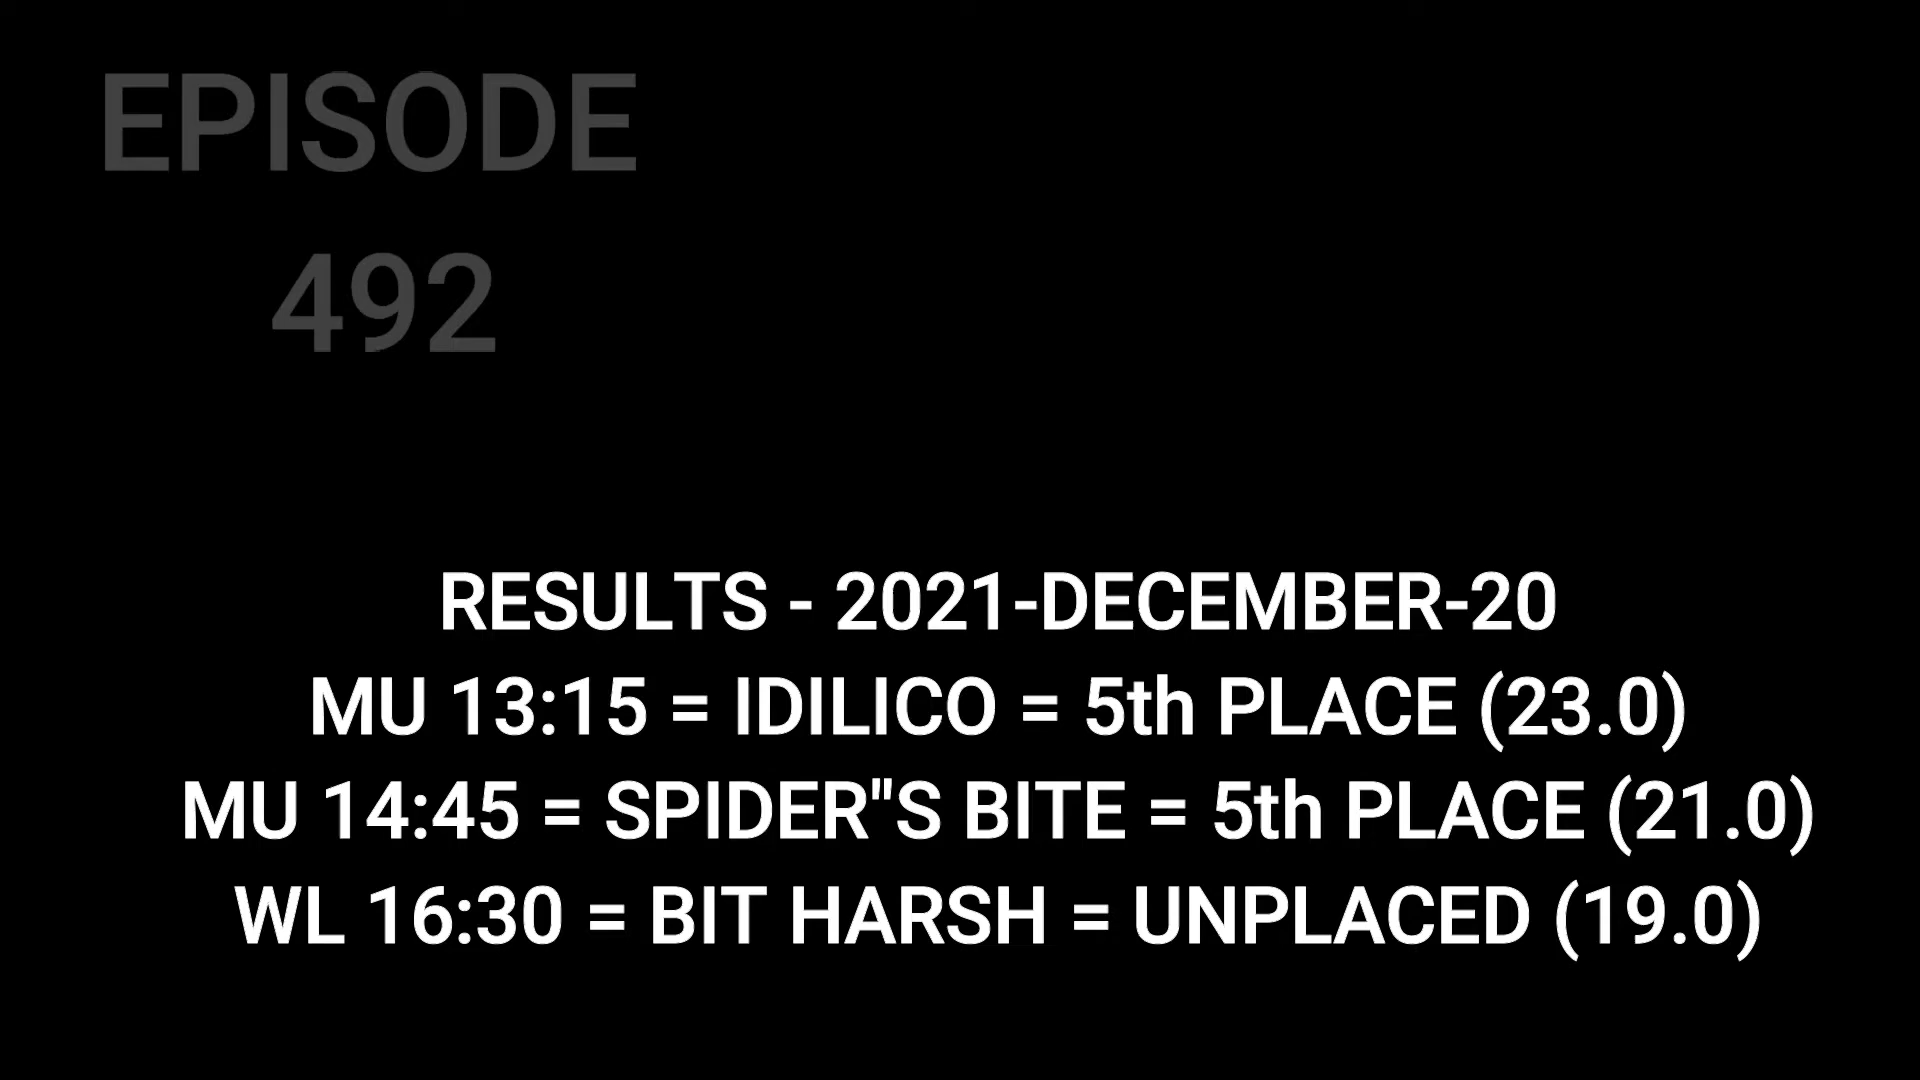 EPISODE
492
RESULTS - 2021-DECEMBER-20
MU 13:15 = IDILICO = 5th PLACE (23.0)
MU 14:45 = SPIDER"S BITE = 5th PLACE (21.0)
WL 16:30 = BIT HARSH = UNPLACED (19.0)